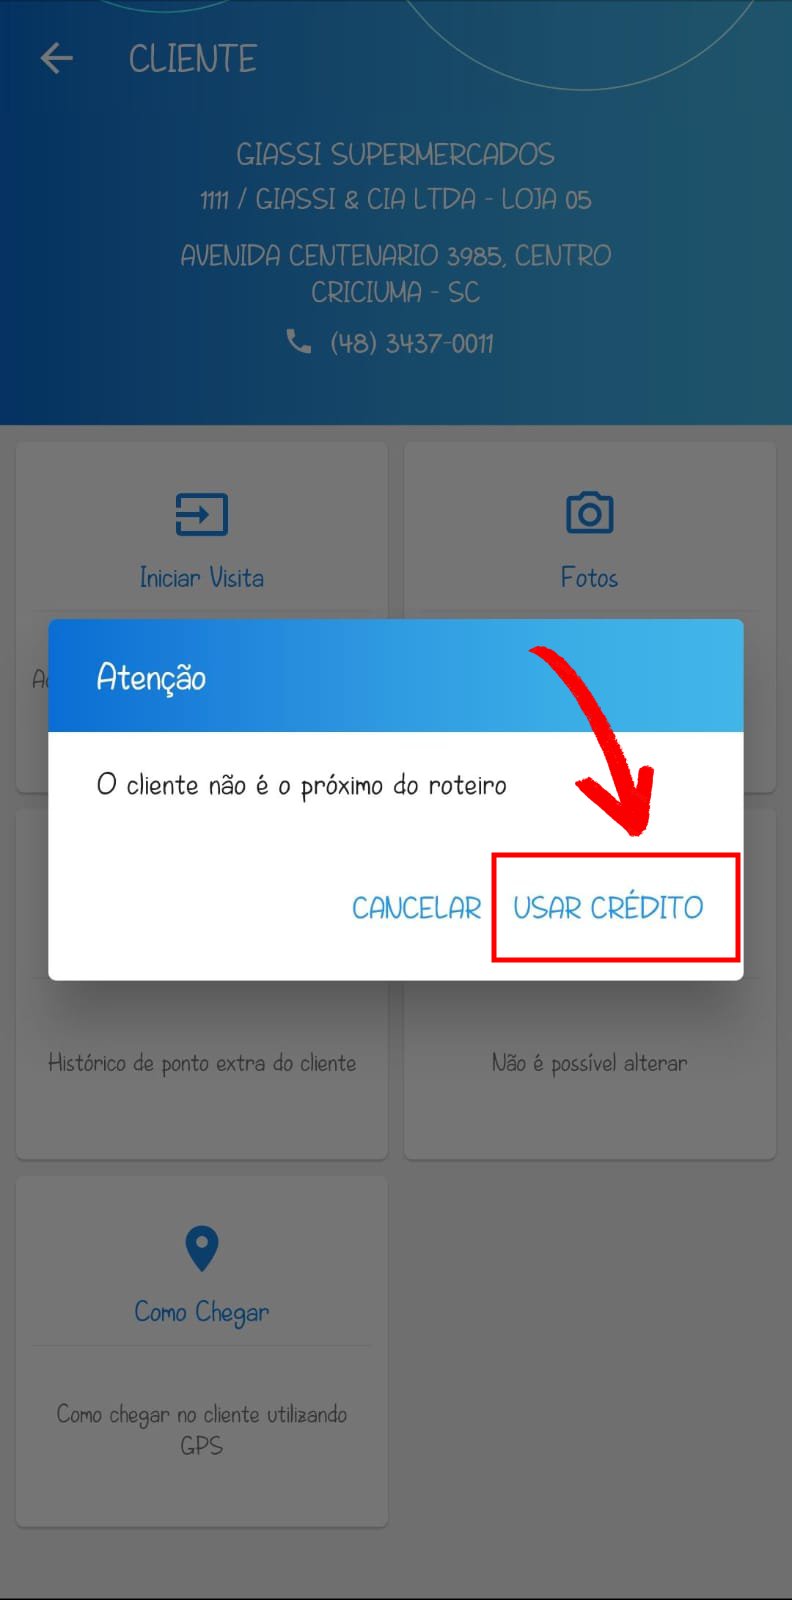 CLIENTE
GIASSI SUPERMERCADOS
1111 / GIASSI & CIA LTDA - LOJA 05
AVENIDA CENTENARIO 3985, CENTRO
CRICIUMA - SC
(48) 3437-0011
Iniciar Visita
Fotos
Atenção
O cliente não é o próximo do roteiro
CANCELAR
USAR CRÉDITO
Histórico de ponto extra do cliente
Não é possível alterar
Como Chegar
Como chegar no cliente utilizando
GPS